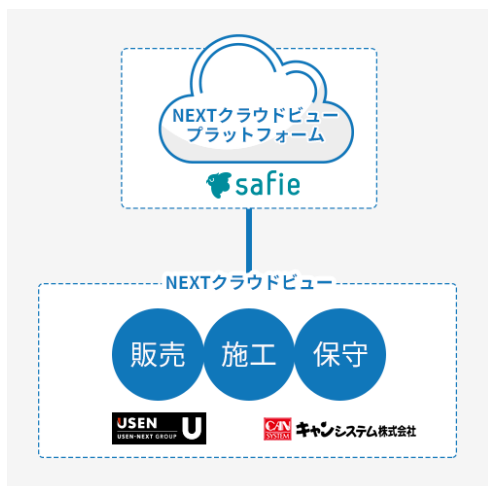 NEXTクラウドビュー
プラットフォーム
safie
NEXTクラウドビュー
販売 施工 保守
USEN U
USEN-NEXT GROUP
CAN SYSTEM キャンシステム株式会社